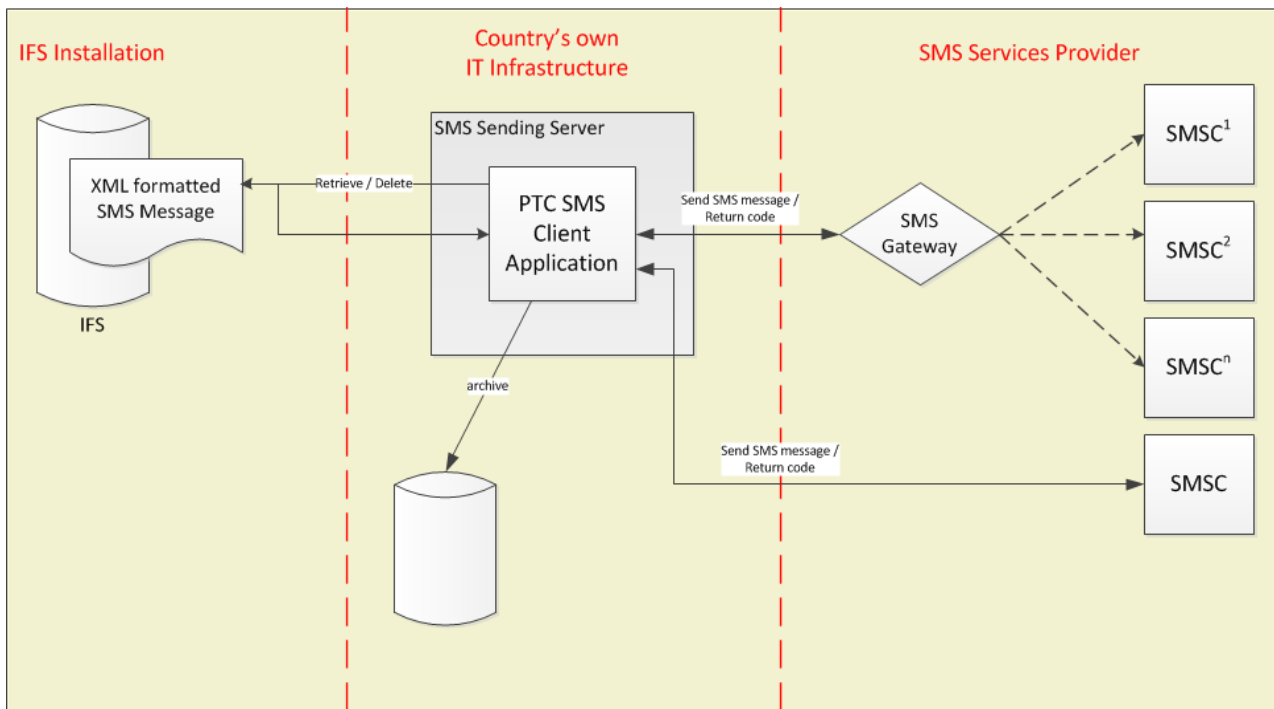 IFS Installation
Country's own
IT Infrastructure
SMS Services Provider
SMS Sending Server
XML formatted
SMS Message
IFS
Retrieve / Delete
PTC SMS
Client
Application
archive
Send SMS message /
Return code
SMS
Gateway
SMSC¹
SMSC²
SMSCⁿ
Send SMS message /
Return code
SMSC